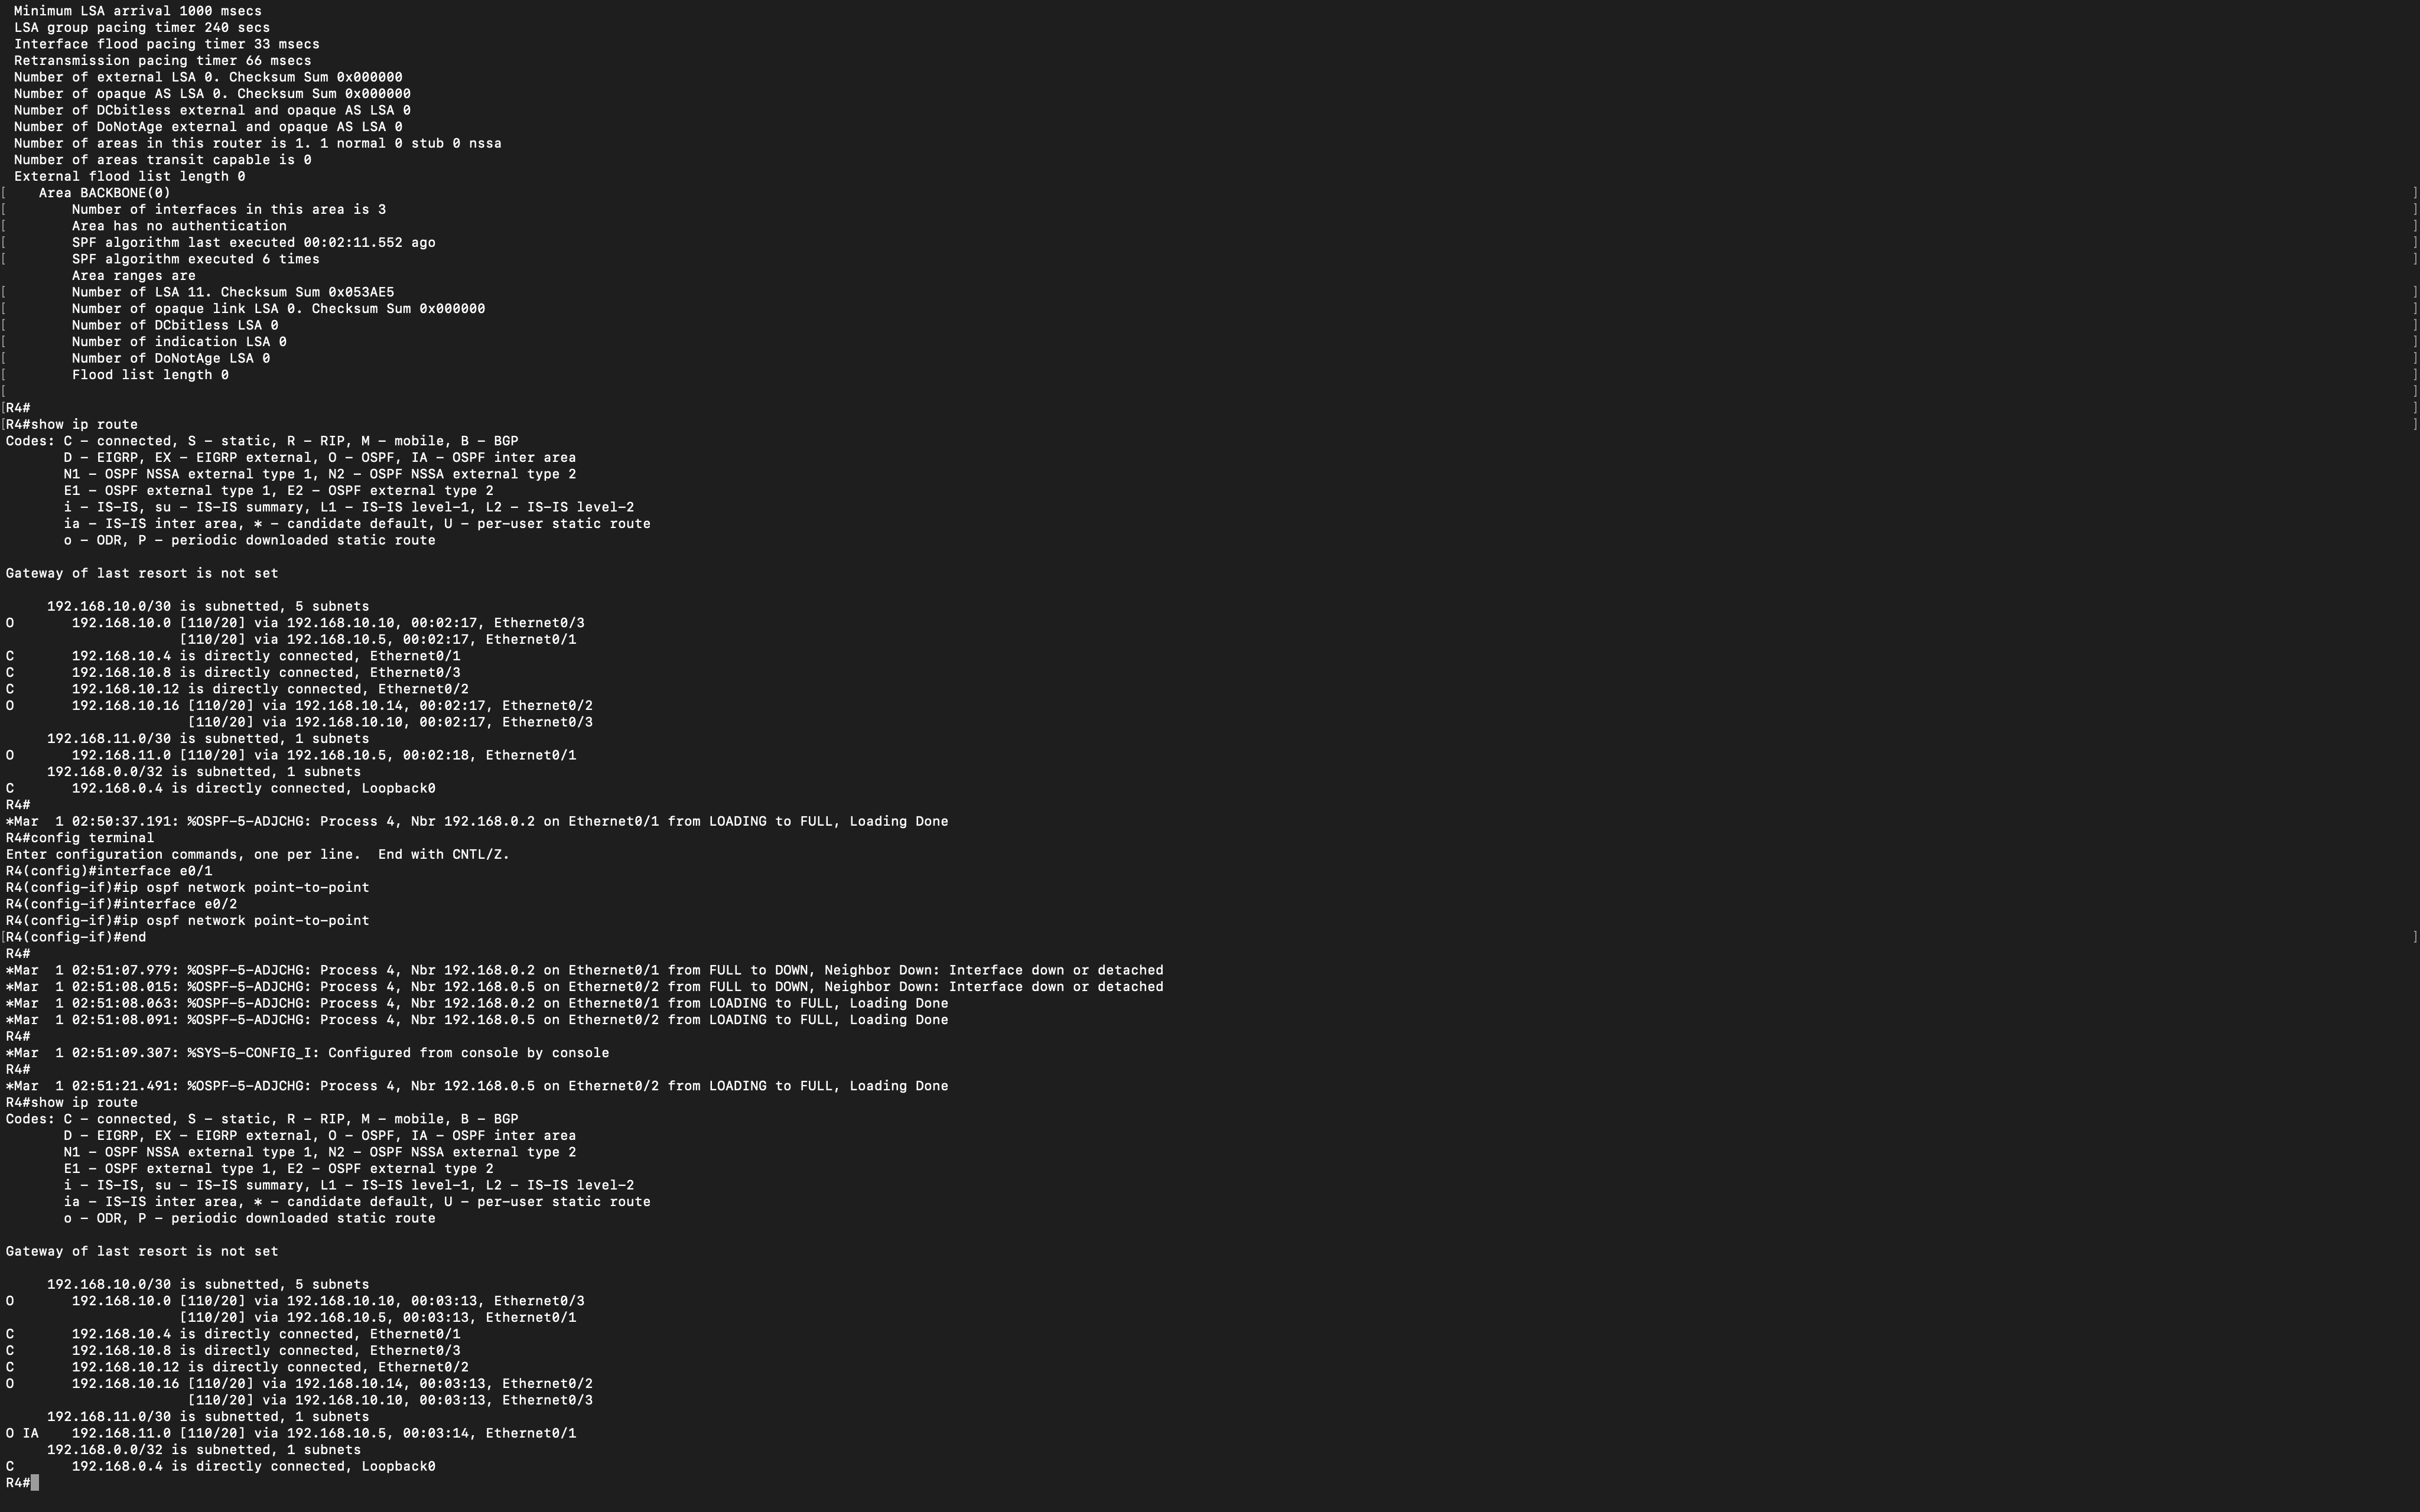 Minimum LSA arrival 1000 msecs
 LSA group pacing timer 240 secs
 Interface flood pacing timer 33 msecs
 Retransmission pacing timer 66 msecs
 Number of external LSA 0. Checksum Sum 0x000000
 Number of opaque AS LSA 0. Checksum Sum 0x000000
 Number of DCbitless external and opaque AS LSA 0
 Number of DoNotAge external and opaque AS LSA 0
 Number of areas in this router is 1. 1 normal 0 stub 0 nssa
 Number of areas transit capable is 0
 External flood list length 0
[    Area BACKBONE(0) ]
[        Number of interfaces in this area is 3 ]
[        Area has no authentication ]
[        SPF algorithm last executed 00:02:11.552 ago ]
[        SPF algorithm executed 6 times ]
        Area ranges are
[        Number of LSA 11. Checksum Sum 0x053AE5 ]
[        Number of opaque link LSA 0. Checksum Sum 0x000000 ]
[        Number of DCbitless LSA 0 ]
[        Number of indication LSA 0 ]
[        Number of DoNotAge LSA 0 ]
[        Flood list length 0 ]
[ ]
[R4# ]
[R4#show ip route ]
Codes: C - connected, S - static, R - RIP, M - mobile, B - BGP
       D - EIGRP, EX - EIGRP external, O - OSPF, IA - OSPF inter area
       N1 - OSPF NSSA external type 1, N2 - OSPF NSSA external type 2
       E1 - OSPF external type 1, E2 - OSPF external type 2
       i - IS-IS, su - IS-IS summary, L1 - IS-IS level-1, L2 - IS-IS level-2
       ia - IS-IS inter area, * - candidate default, U - per-user static route
       o - ODR, P - periodic downloaded static route

Gateway of last resort is not set

     192.168.10.0/30 is subnetted, 5 subnets
O       192.168.10.0 [110/20] via 192.168.10.10, 00:02:17, Ethernet0/3
                     [110/20] via 192.168.10.5, 00:02:17, Ethernet0/1
C       192.168.10.4 is directly connected, Ethernet0/1
C       192.168.10.8 is directly connected, Ethernet0/3
C       192.168.10.12 is directly connected, Ethernet0/2
O       192.168.10.16 [110/20] via 192.168.10.14, 00:02:17, Ethernet0/2
                      [110/20] via 192.168.10.10, 00:02:17, Ethernet0/3
     192.168.11.0/30 is subnetted, 1 subnets
O       192.168.11.0 [110/20] via 192.168.10.5, 00:02:18, Ethernet0/1
     192.168.0.0/32 is subnetted, 1 subnets
C       192.168.0.4 is directly connected, Loopback0
R4#
*Mar  1 02:50:37.191: %OSPF-5-ADJCHG: Process 4, Nbr 192.168.0.2 on Ethernet0/1 from LOADING to FULL, Loading Done
R4#config terminal
Enter configuration commands, one per line.  End with CNTL/Z.
R4(config)#interface e0/1
R4(config-if)#ip ospf network point-to-point
R4(config-if)#interface e0/2
R4(config-if)#ip ospf network point-to-point
[R4(config-if)#end ]
R4#
*Mar  1 02:51:07.979: %OSPF-5-ADJCHG: Process 4, Nbr 192.168.0.2 on Ethernet0/1 from FULL to DOWN, Neighbor Down: Interface down or detached
*Mar  1 02:51:08.015: %OSPF-5-ADJCHG: Process 4, Nbr 192.168.0.5 on Ethernet0/2 from FULL to DOWN, Neighbor Down: Interface down or detached
*Mar  1 02:51:08.063: %OSPF-5-ADJCHG: Process 4, Nbr 192.168.0.2 on Ethernet0/1 from LOADING to FULL, Loading Done
*Mar  1 02:51:08.091: %OSPF-5-ADJCHG: Process 4, Nbr 192.168.0.5 on Ethernet0/2 from LOADING to FULL, Loading Done
R4#
*Mar  1 02:51:09.307: %SYS-5-CONFIG_I: Configured from console by console
R4#
*Mar  1 02:51:21.491: %OSPF-5-ADJCHG: Process 4, Nbr 192.168.0.5 on Ethernet0/2 from LOADING to FULL, Loading Done
R4#show ip route
Codes: C - connected, S - static, R - RIP, M - mobile, B - BGP
       D - EIGRP, EX - EIGRP external, O - OSPF, IA - OSPF inter area
       N1 - OSPF NSSA external type 1, N2 - OSPF NSSA external type 2
       E1 - OSPF external type 1, E2 - OSPF external type 2
       i - IS-IS, su - IS-IS summary, L1 - IS-IS level-1, L2 - IS-IS level-2
       ia - IS-IS inter area, * - candidate default, U - per-user static route
       o - ODR, P - periodic downloaded static route

Gateway of last resort is not set

     192.168.10.0/30 is subnetted, 5 subnets
O       192.168.10.0 [110/20] via 192.168.10.10, 00:03:13, Ethernet0/3
                     [110/20] via 192.168.10.5, 00:03:13, Ethernet0/1
C       192.168.10.4 is directly connected, Ethernet0/1
C       192.168.10.8 is directly connected, Ethernet0/3
C       192.168.10.12 is directly connected, Ethernet0/2
O       192.168.10.16 [110/20] via 192.168.10.14, 00:03:13, Ethernet0/2
                      [110/20] via 192.168.10.10, 00:03:13, Ethernet0/3
     192.168.11.0/30 is subnetted, 1 subnets
O IA    192.168.11.0 [110/20] via 192.168.10.5, 00:03:14, Ethernet0/1
     192.168.0.0/32 is subnetted, 1 subnets
C       192.168.0.4 is directly connected, Loopback0
R4#